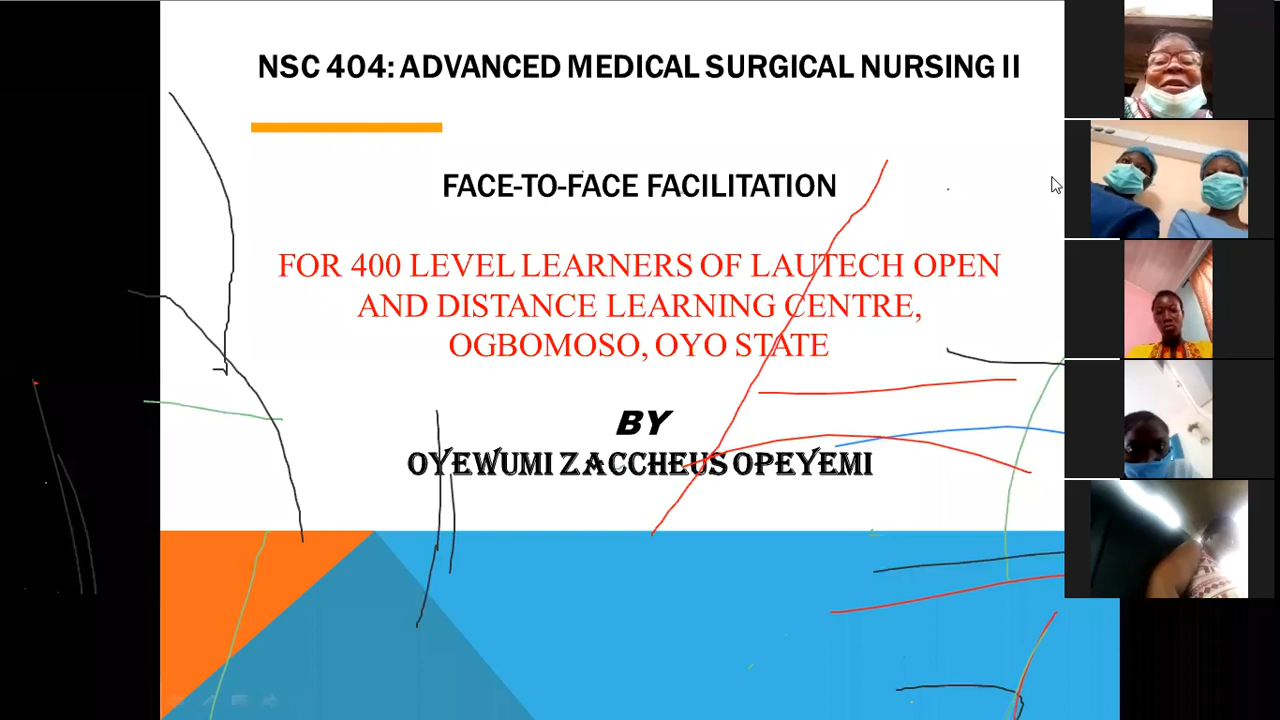 NSC 404: ADVANCED MEDICAL SURGICAL NURSING II
FACE-TO-FACE FACILITATION
FOR 400 LEVEL LEARNERS OF LAUTECH OPEN
AND DISTANCE LEARNING CENTRE,
OGBOMOSO, OYO STATE
BY
OYEWUMI ZACCHEUS OPEYEMI